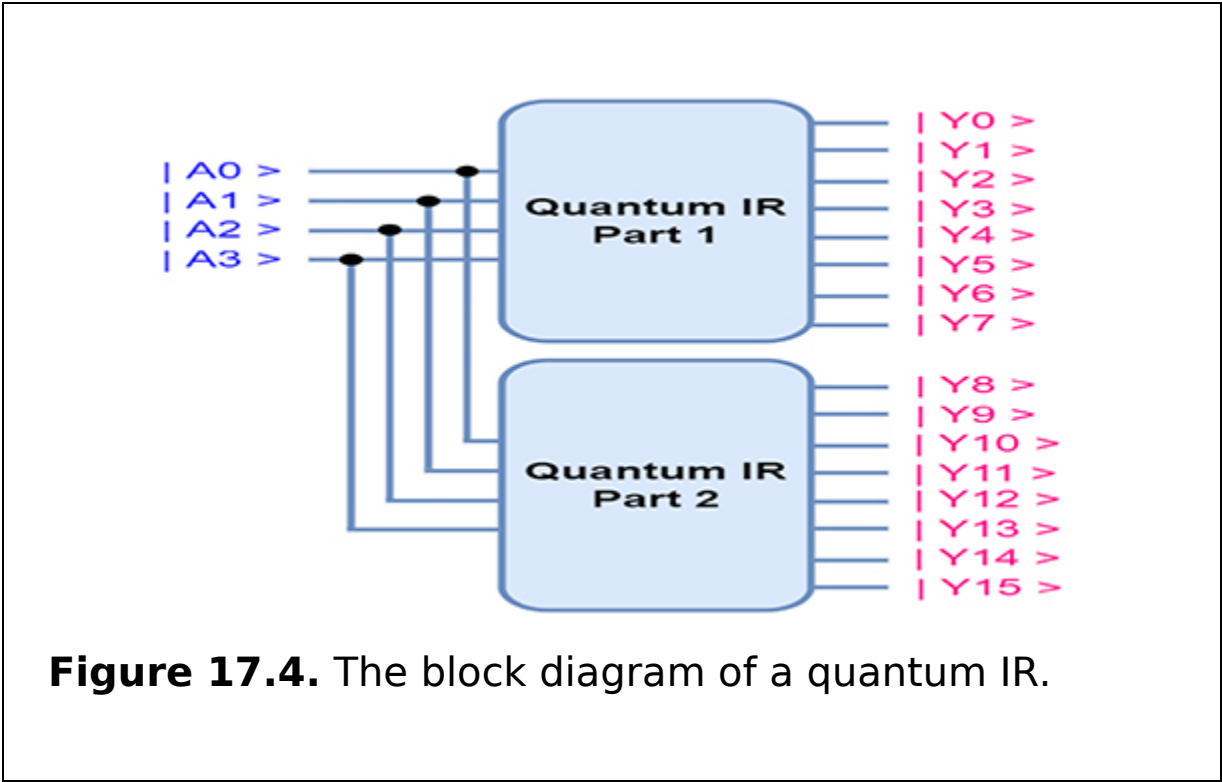 | A0 >
| A1 >
| A2 >
| A3 >
Quantum IR
Part 1
| Y0 >
| Y1 >
| Y2 >
| Y3 >
| Y4 >
| Y5 >
| Y6 >
| Y7 >
Quantum IR
Part 2
| Y8 >
| Y9 >
| Y10 >
| Y11 >
| Y12 >
| Y13 >
| Y14 >
| Y15 >
Figure 17.4. The block diagram of a quantum IR.